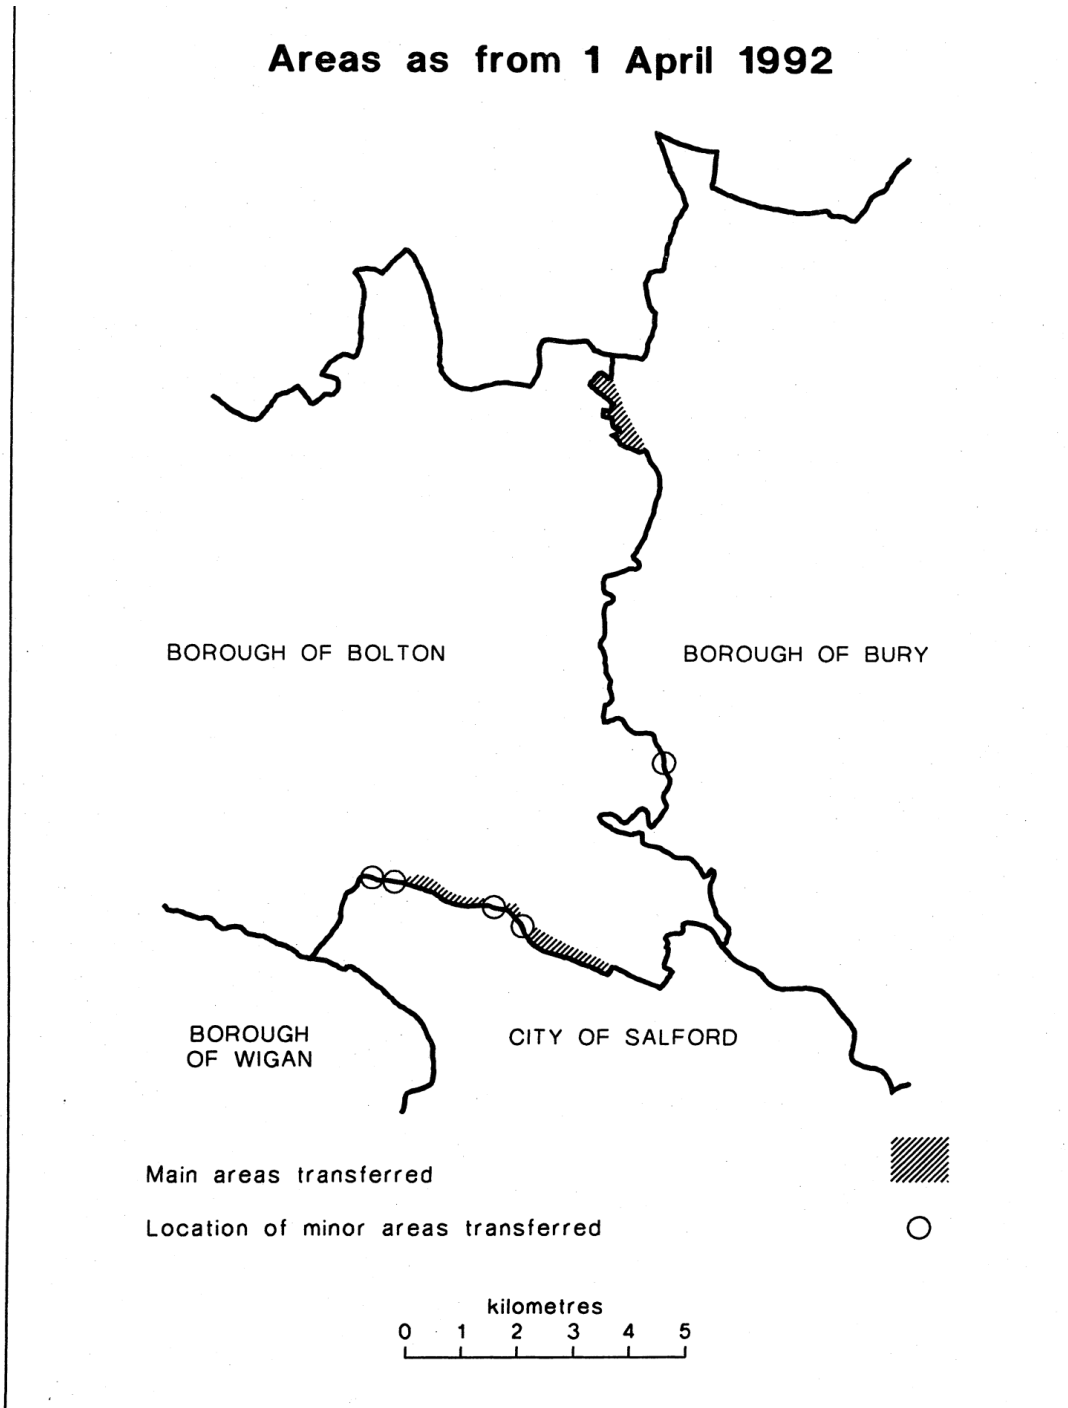 Areas as from 1 April 1992
BOROUGH OF BOLTON
BOROUGH OF BURY
BOROUGH
OF WIGAN
CITY OF SALFORD
Main areas transferred
Location of minor areas transferred
kilometres
0 1 2 3 4 5